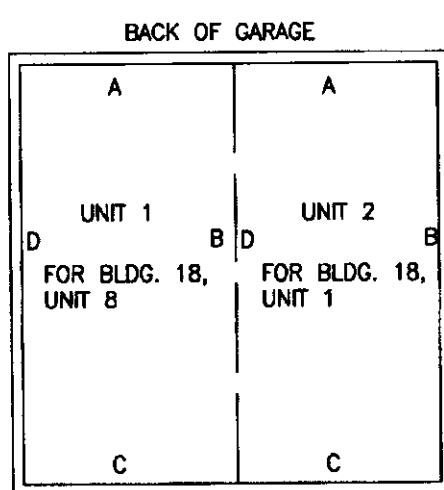 BACK OF GARAGE
A
A
UNIT 1
UNIT 2
D
B
D
B
FOR BLDG. 18,
UNIT 8
FOR BLDG. 18,
UNIT 1
C
C